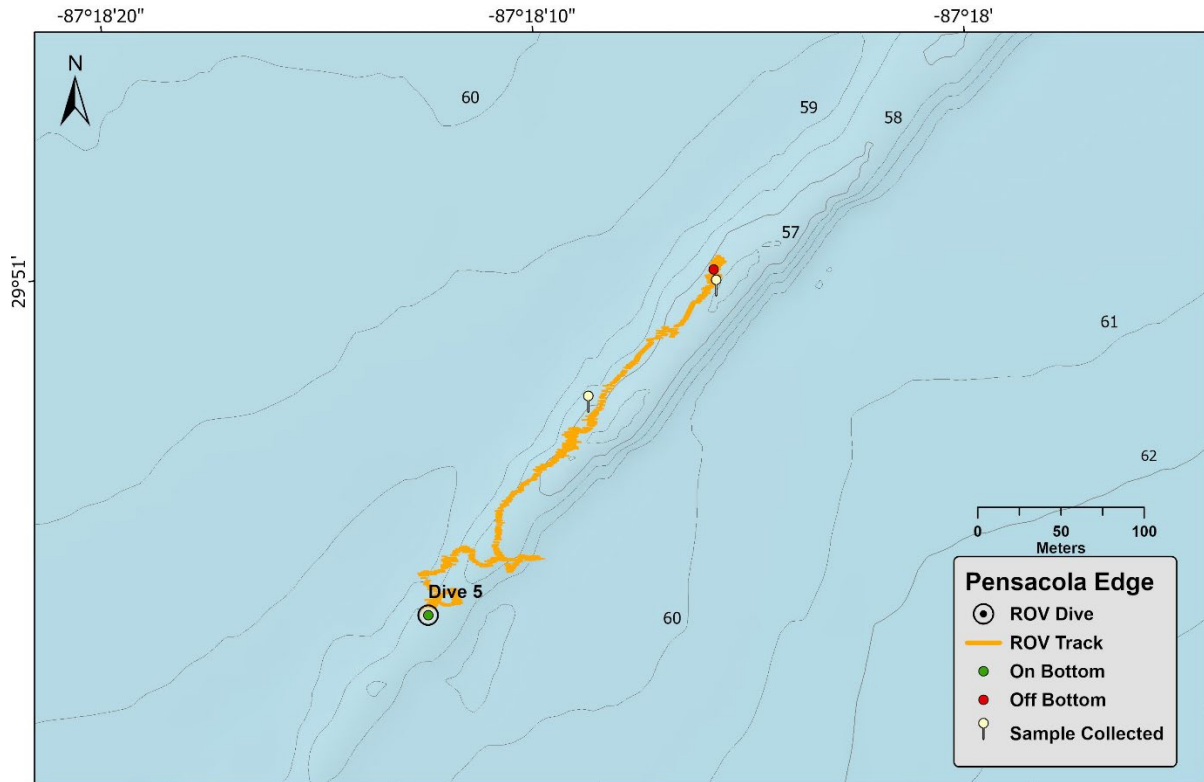 -87°18'20"
-87°18'10"
-87°18'
N
60
59
58
57
29°51'
61
62
0 50 100
Meters
Dive 5
60
Pensacola Edge
ROV Dive
ROV Track
On Bottom
Off Bottom
Sample Collected